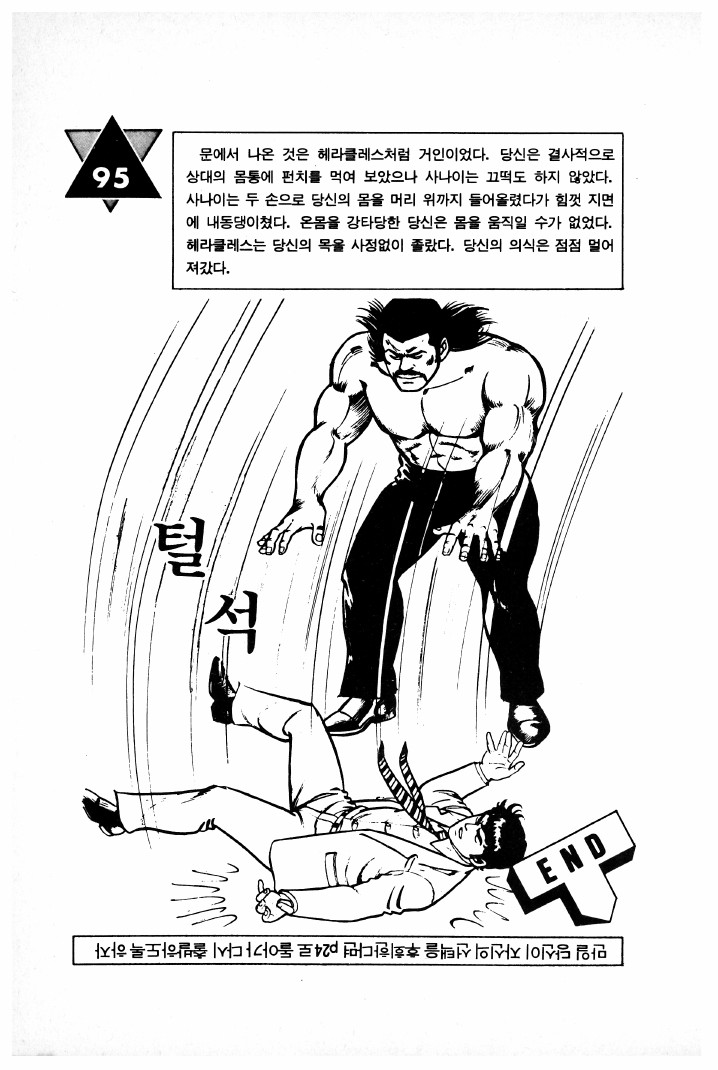 95
문에서 나온 것은 헤라클레스처럼 거인이었다. 당신은 결사적으로
상대의 몸통에 펀치를 먹여 보았으나 사나이는 끄떡도 하지 않았다.
사나이는 두 손으로 당신의 몸을 머리 위까지 들어올렸다가 힘껏 지면
에 내동댕이쳤다. 온몸을 강타당한 당신은 몸을 움직일 수가 없었다.
헤라클레스는 당신의 목을 사정없이 졸랐다. 당신의 의식은 점점 멀어
져갔다.
털
석
END
만일 당신이 자신의 선택을 후회한다면 p24로 돌아가 다시 출발하도록 하자